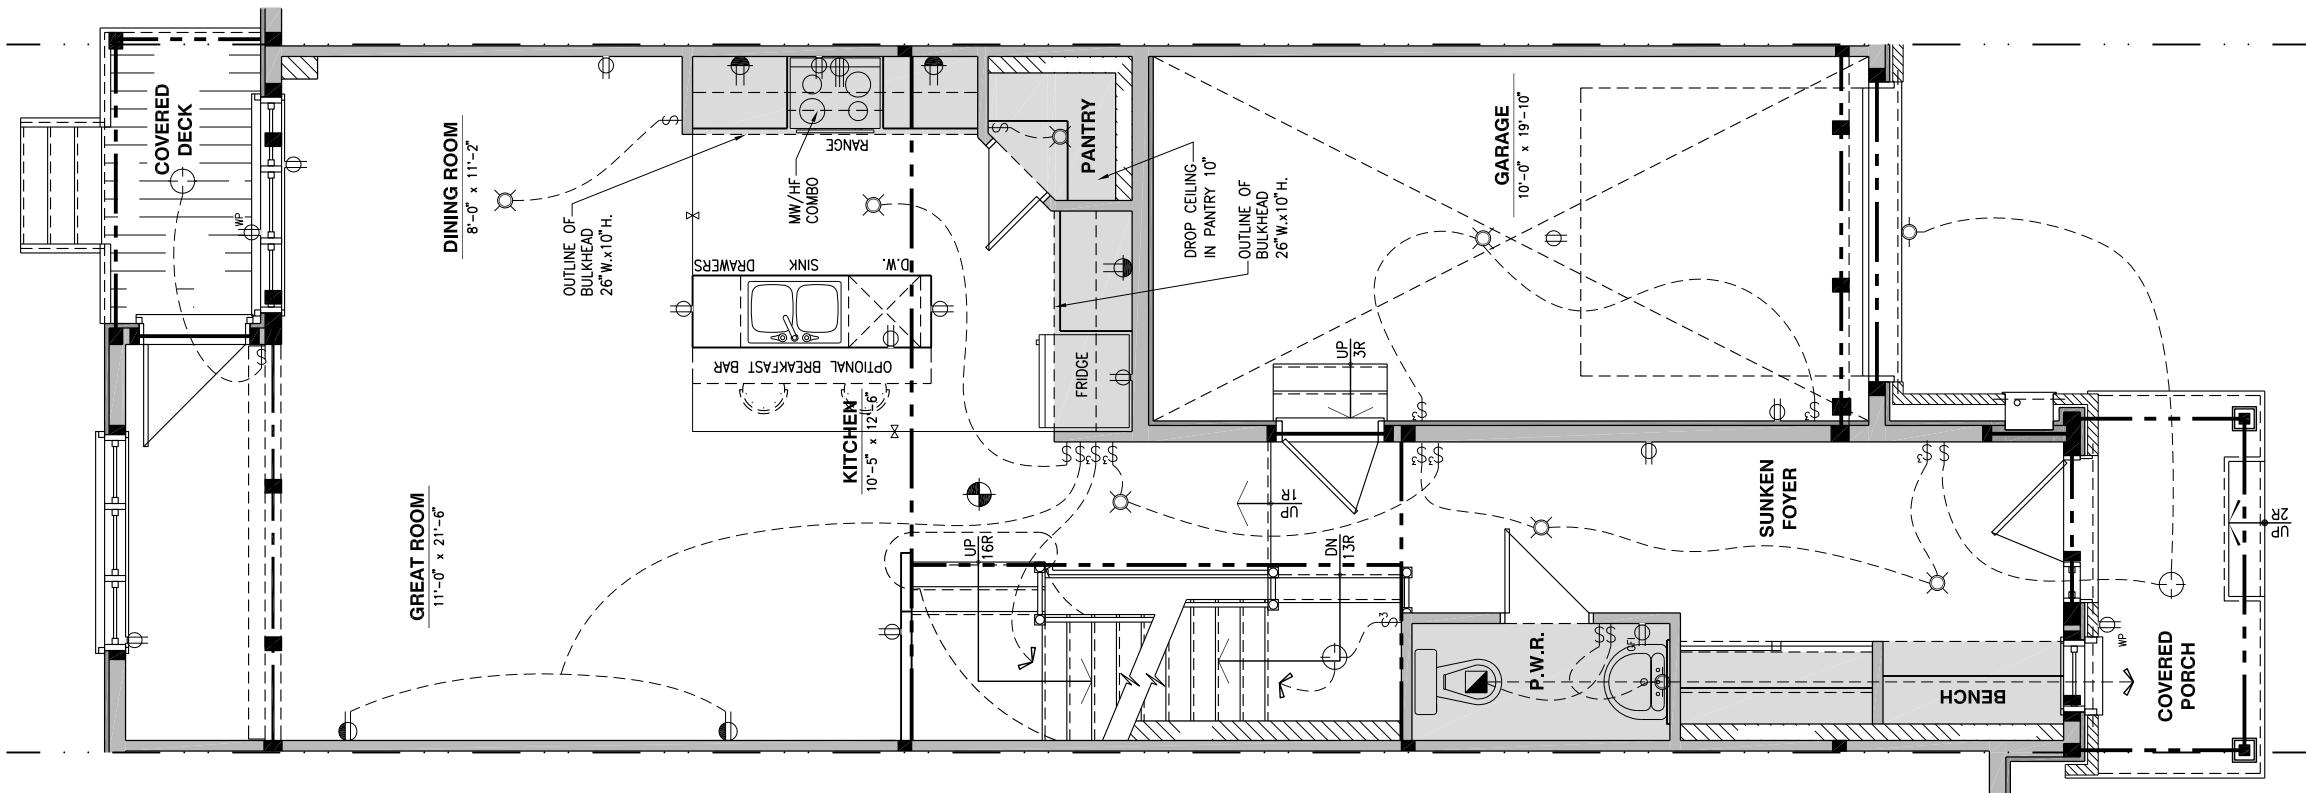 COVERED
DECK
WP
DINING ROOM
8'-0" x 11'-2"
OUTLINE OF
BULKHEAD
26"W.x10"H.
RANGE
MW/HF
COMBO
PANTRY
DROP CEILING
IN PANTRY 10"
OUTLINE OF
BULKHEAD
26"W.x10"H.
GARAGE
10'-0" x 19'-10"
DRAWERS
SINK
D.W.
OPTIONAL BREAKFAST BAR
FRIDGE
KITCHEN
10'-5" x 12'-6"
GREAT ROOM
11'-0" x 21'-6"
UP
3R
UP
1R
UP
16R
DN
13R
SUNKEN
FOYER
P.W.R.
GFI
BENCH
WP
COVERED
PORCH
UP
2R